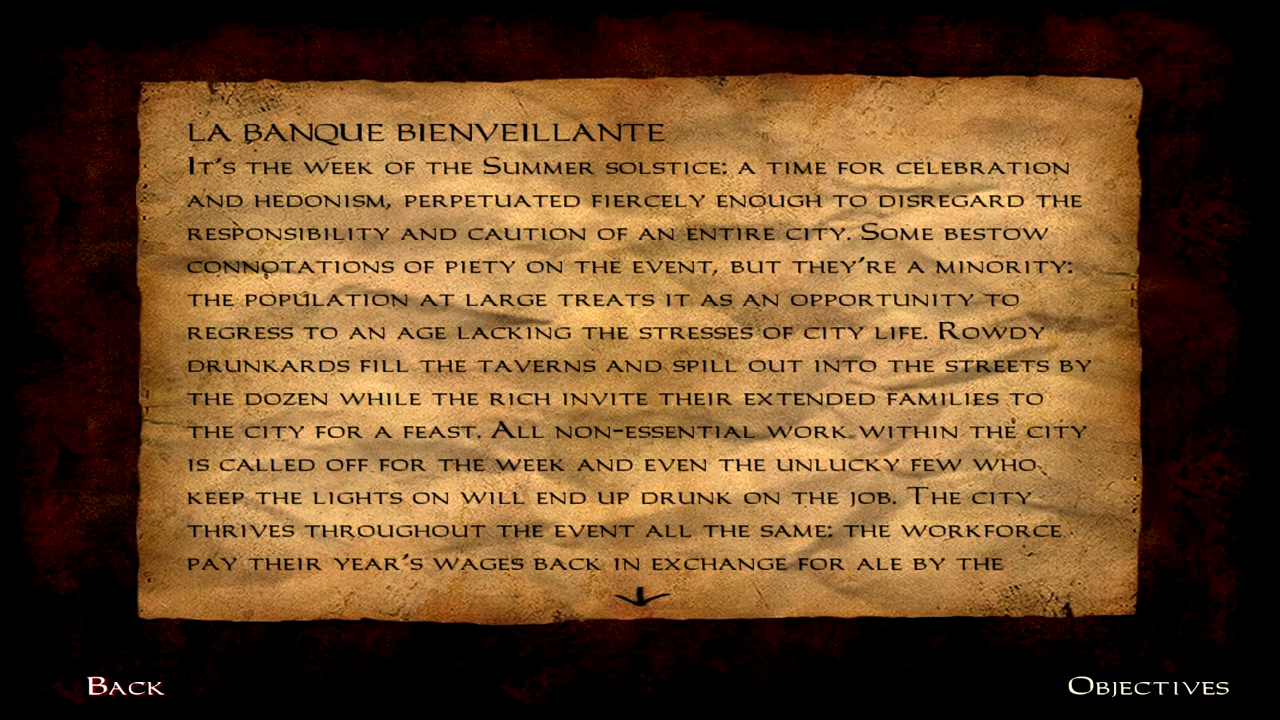 LA BANQUE BIENVEILLANTE
It's the week of the Summer solstice: a time for celebration
and hedonism, perpetuated fiercely enough to disregard the
responsibility and caution of an entire city. Some bestow
connotations of piety on the event, but they're a minority:
the population at large treats it as an opportunity to
regress to an age lacking the stresses of city life. Rowdy
drunkards fill the taverns and spill out into the streets by
the dozen while the rich invite their extended families to
the city for a feast. All non-essential work within the city
is called off for the week and even the unlucky few who
keep the lights on will end up drunk on the job. The city
thrives throughout the event all the same: the workforce
pay their year's wages back in exchange for ale by the
Back
Objectives